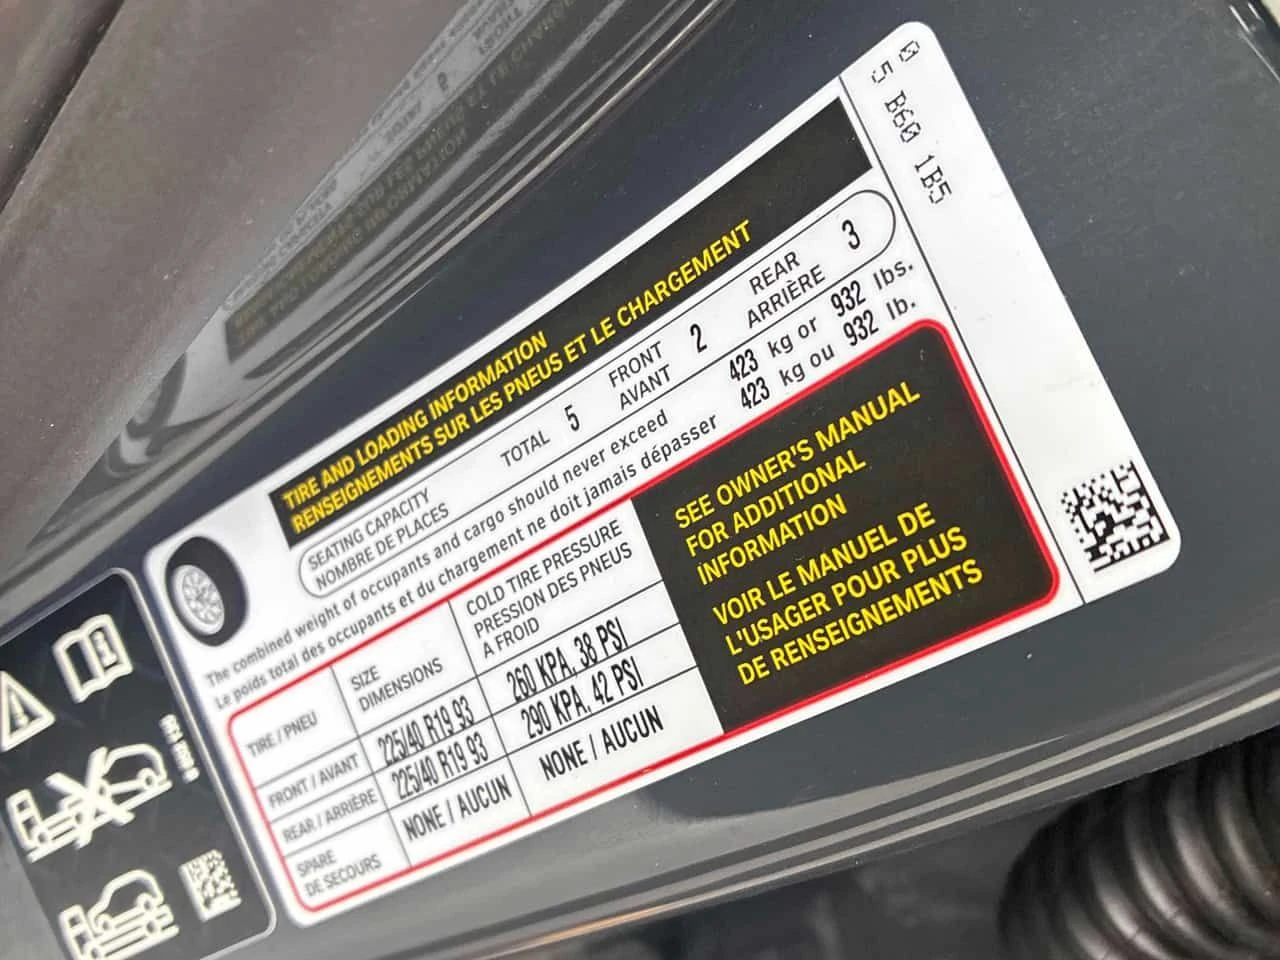 0
5 B60 1B5
TIRE AND LOADING INFORMATION
RENSEIGNEMENTS SUR LES PNEUS ET LE CHARGEMENT
SEATING CAPACITY
NOMBRE DE PLACES
TOTAL 5
FRONT
AVANT
2
REAR
ARRIÈRE
3
The combined weight of occupants and cargo should never exceed 423 kg or 932 lbs.
Le poids total des occupants et du chargement ne doit jamais dépasser 423 kg ou 932 lb.
TIRE / PNEU
SIZE
DIMENSIONS
COLD TIRE PRESSURE
PRESSION DES PNEUS
A FROID
FRONT / AVANT 225/40 R19 93 260 KPA, 38 PSI
REAR / ARRIÈRE 225/40 R19 93 290 KPA, 42 PSI
SPARE
DE SECOURS
NONE / AUCUN NONE / AUCUN
SEE OWNER'S MANUAL
FOR ADDITIONAL
INFORMATION
VOIR LE MANUEL DE
L'USAGER POUR PLUS
DE RENSEIGNEMENTS